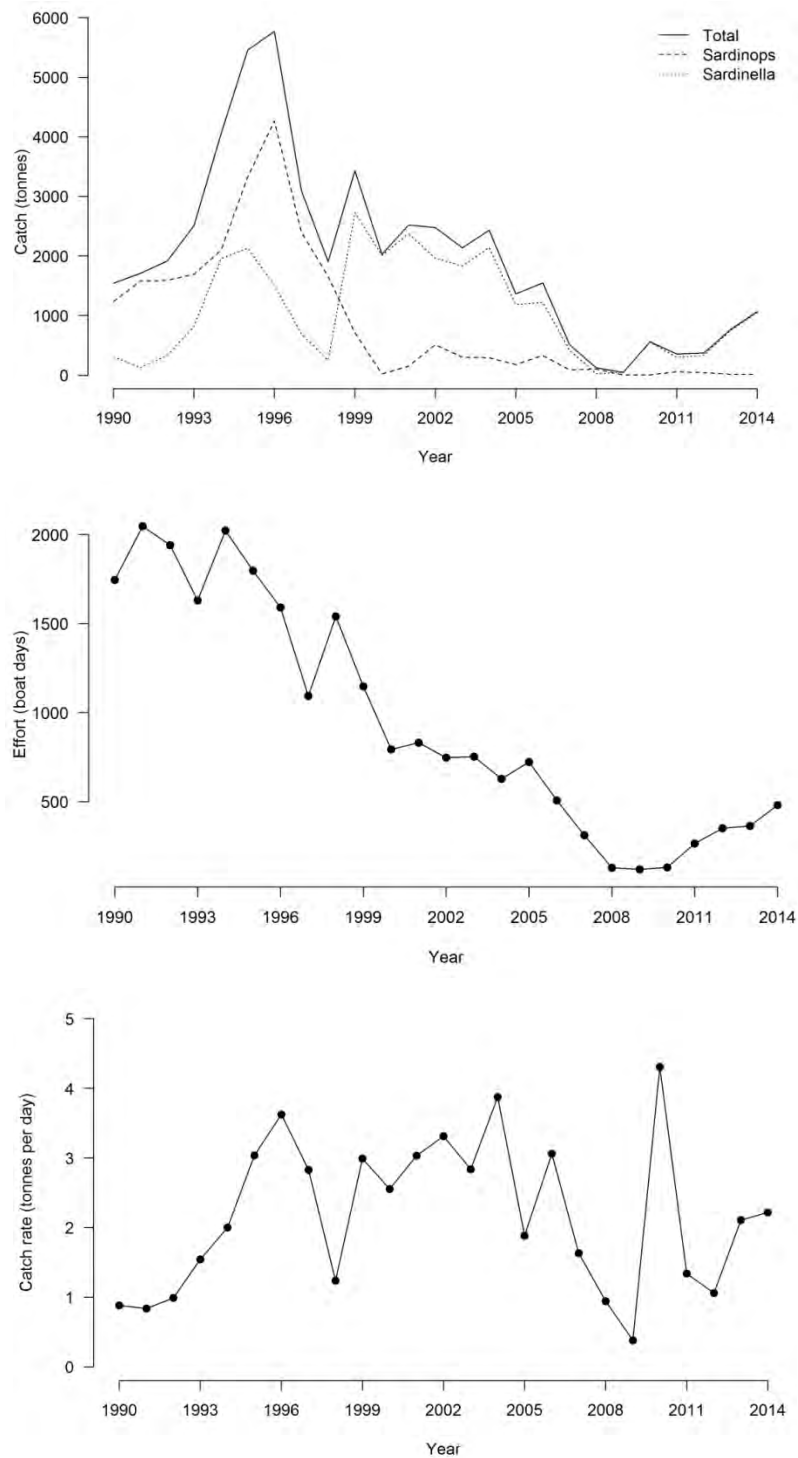 6000
5000
4000
3000
2000
1000
0
Catch (tonnes)
Total
Sardinops
Sardinella
1990 1993 1996 1999 2002 2005 2008 2011 2014
Year
2000
1500
1000
500
Effort (boat days)
1990 1993 1996 1999 2002 2005 2008 2011 2014
Year
5
4
3
2
1
0
Catch rate (tonnes per day)
1990 1993 1996 1999 2002 2005 2008 2011 2014
Year